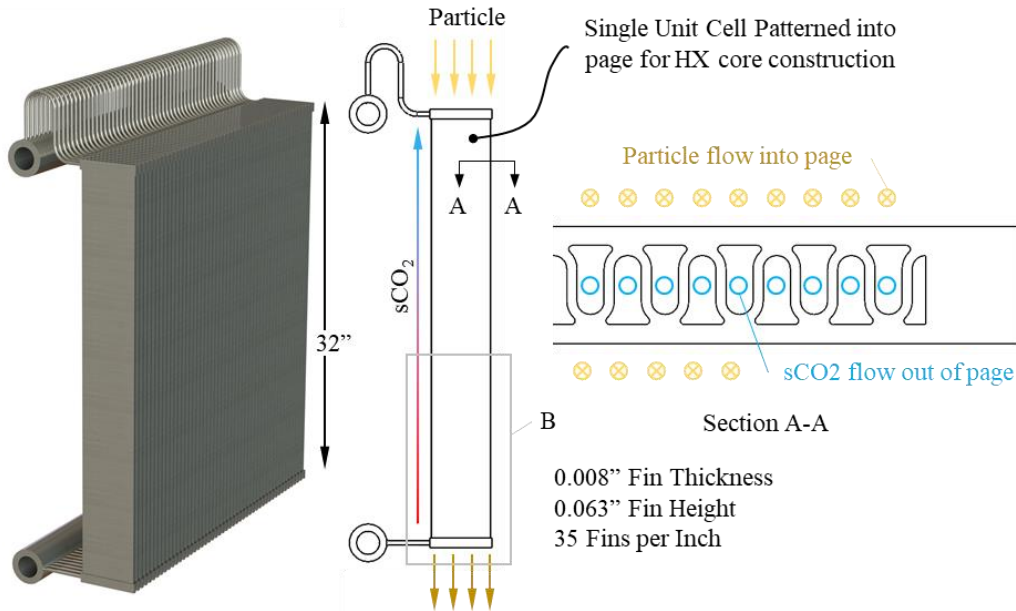 Particle
Single Unit Cell Patterned into
page for HX core construction
Particle flow into page
A
A
sCO₂
32”
sCO2 flow out of page
B
Section A-A
0.008” Fin Thickness
0.063” Fin Height
35 Fins per Inch